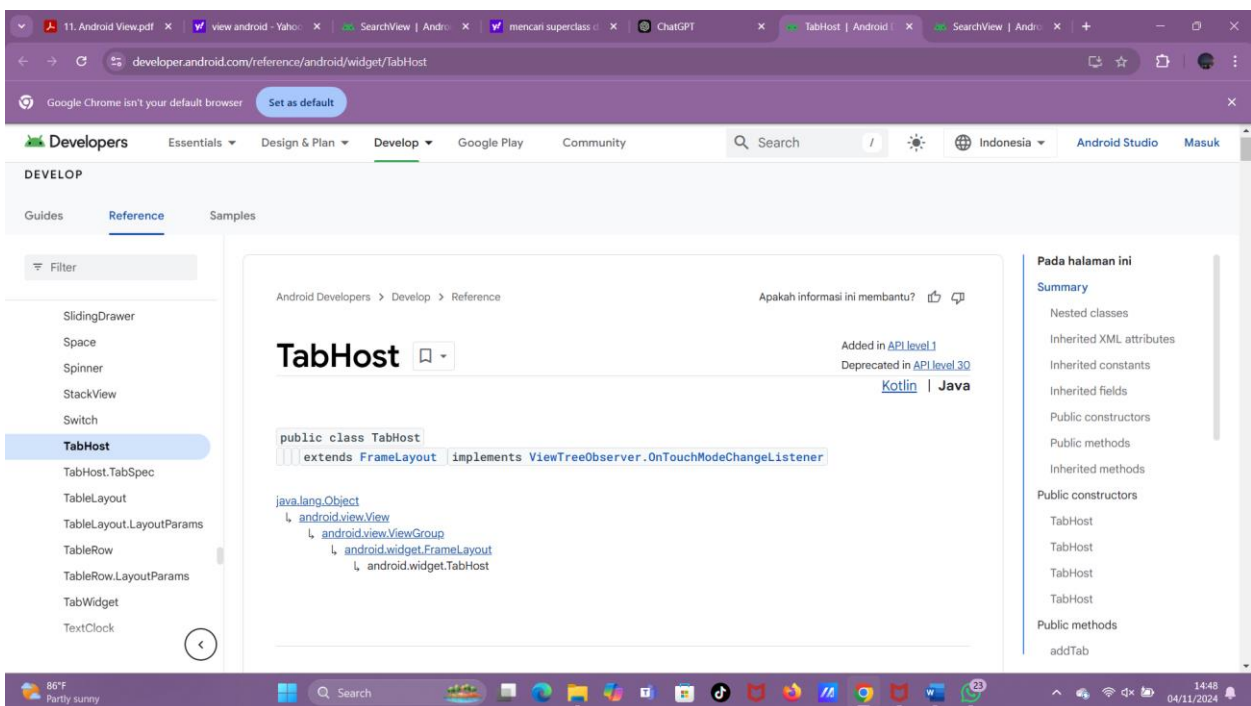 11. Android View.pdf
view android - Yahoo
SearchView | Andro
mencari superclass d
ChatGPT
TabHost | Android
SearchView | Andro
developer.android.com/reference/android/widget/TabHost
Google Chrome isn't your default browser
Set as default
Developers
Essentials
Design & Plan
Develop
Google Play
Community
Search
/
Indonesia
Android Studio
Masuk
DEVELOP
Guides
Reference
Samples
Filter
SlidingDrawer
Space
Spinner
StackView
Switch
TabHost
TabHost.TabSpec
TableLayout
TableLayout.LayoutParams
TableRow
TableRow.LayoutParams
TabWidget
TextClock
Android Developers > Develop > Reference
Apakah informasi ini membantu?
TabHost
Added in API level 1
Deprecated in API level 30
Kotlin | Java
public class TabHost
extends FrameLayout implements ViewTreeObserver.OnTouchModeChangeListener
java.lang.Object
↳ android.view.View
↳ android.view.ViewGroup
↳ android.widget.FrameLayout
↳ android.widget.TabHost
Pada halaman ini
Summary
Nested classes
Inherited XML attributes
Inherited constants
Inherited fields
Public constructors
Public methods
Inherited methods
Public constructors
TabHost
TabHost
TabHost
TabHost
Public methods
addTab
86°F
Partly sunny
Search
23
14:48
04/11/2024